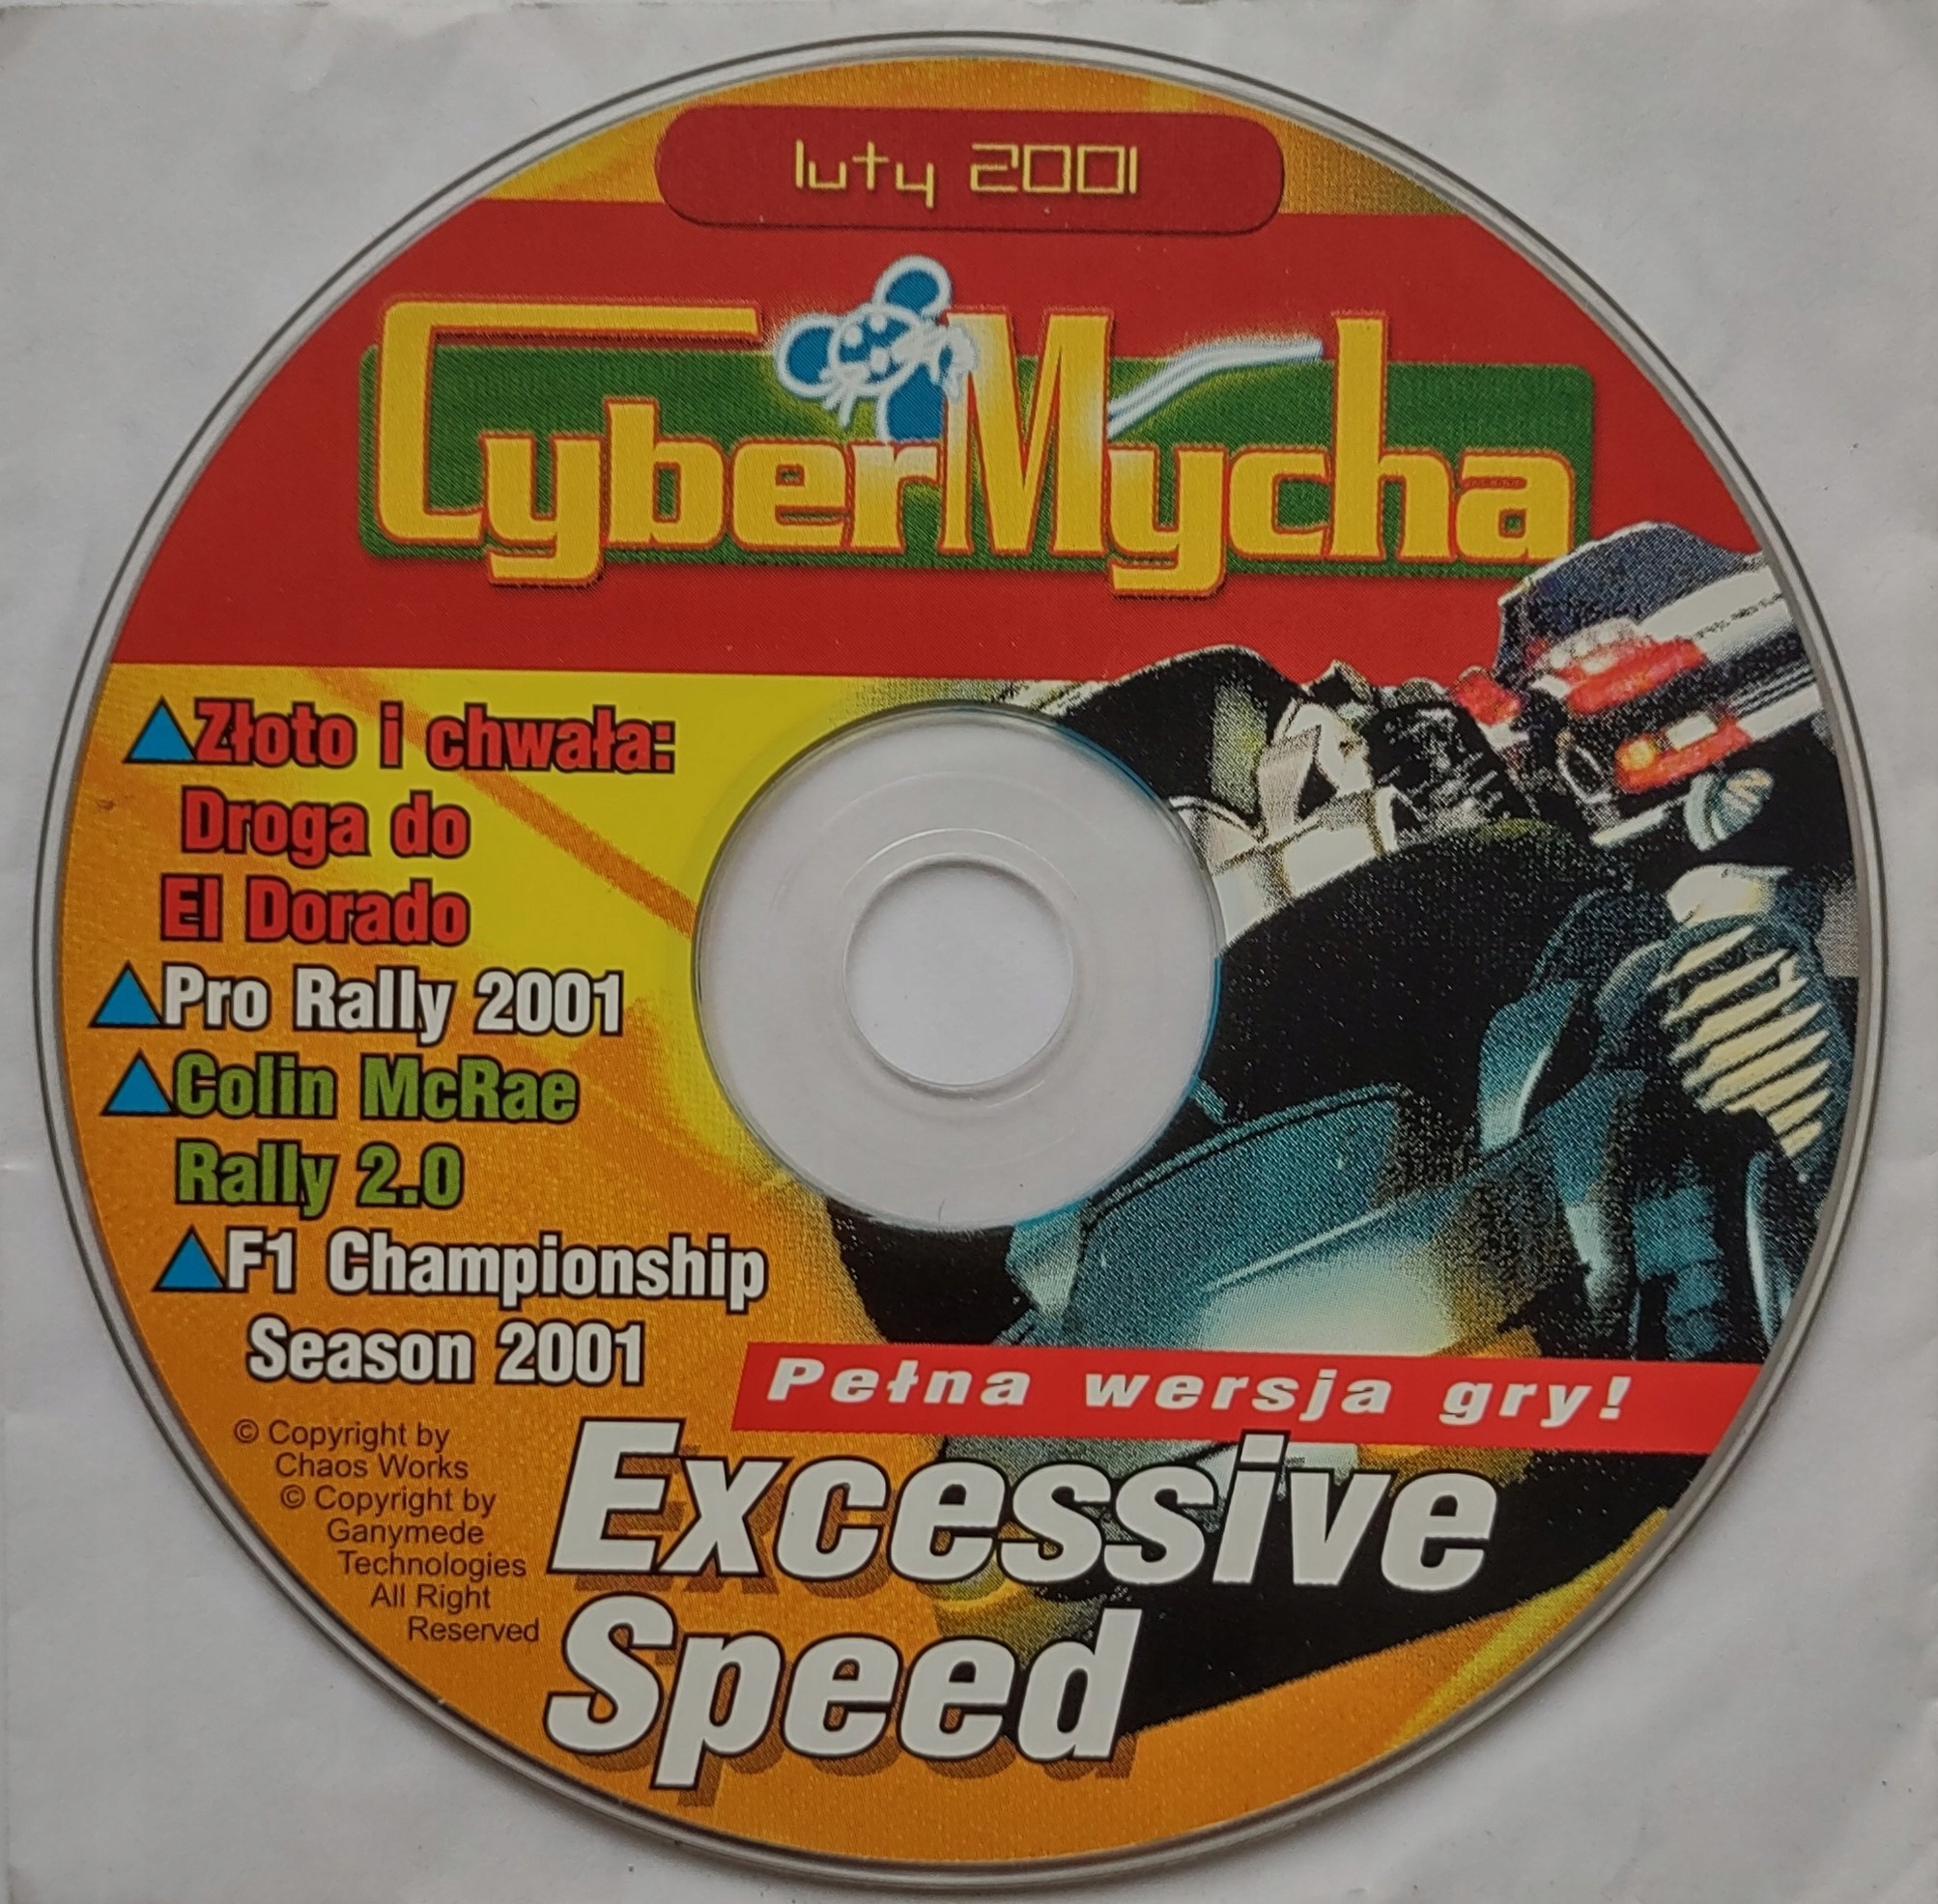 luty 2001
CyberMycha
Złoto i chwała:
Droga do
El Dorado
Pro Rally 2001
Colin McRae
Rally 2.0
F1 Championship
Season 2001
Pełna wersja gry!
Excessive
Speed
© Copyright by
Chaos Works
© Copyright by
Ganymede
Technologies
All Right
Reserved